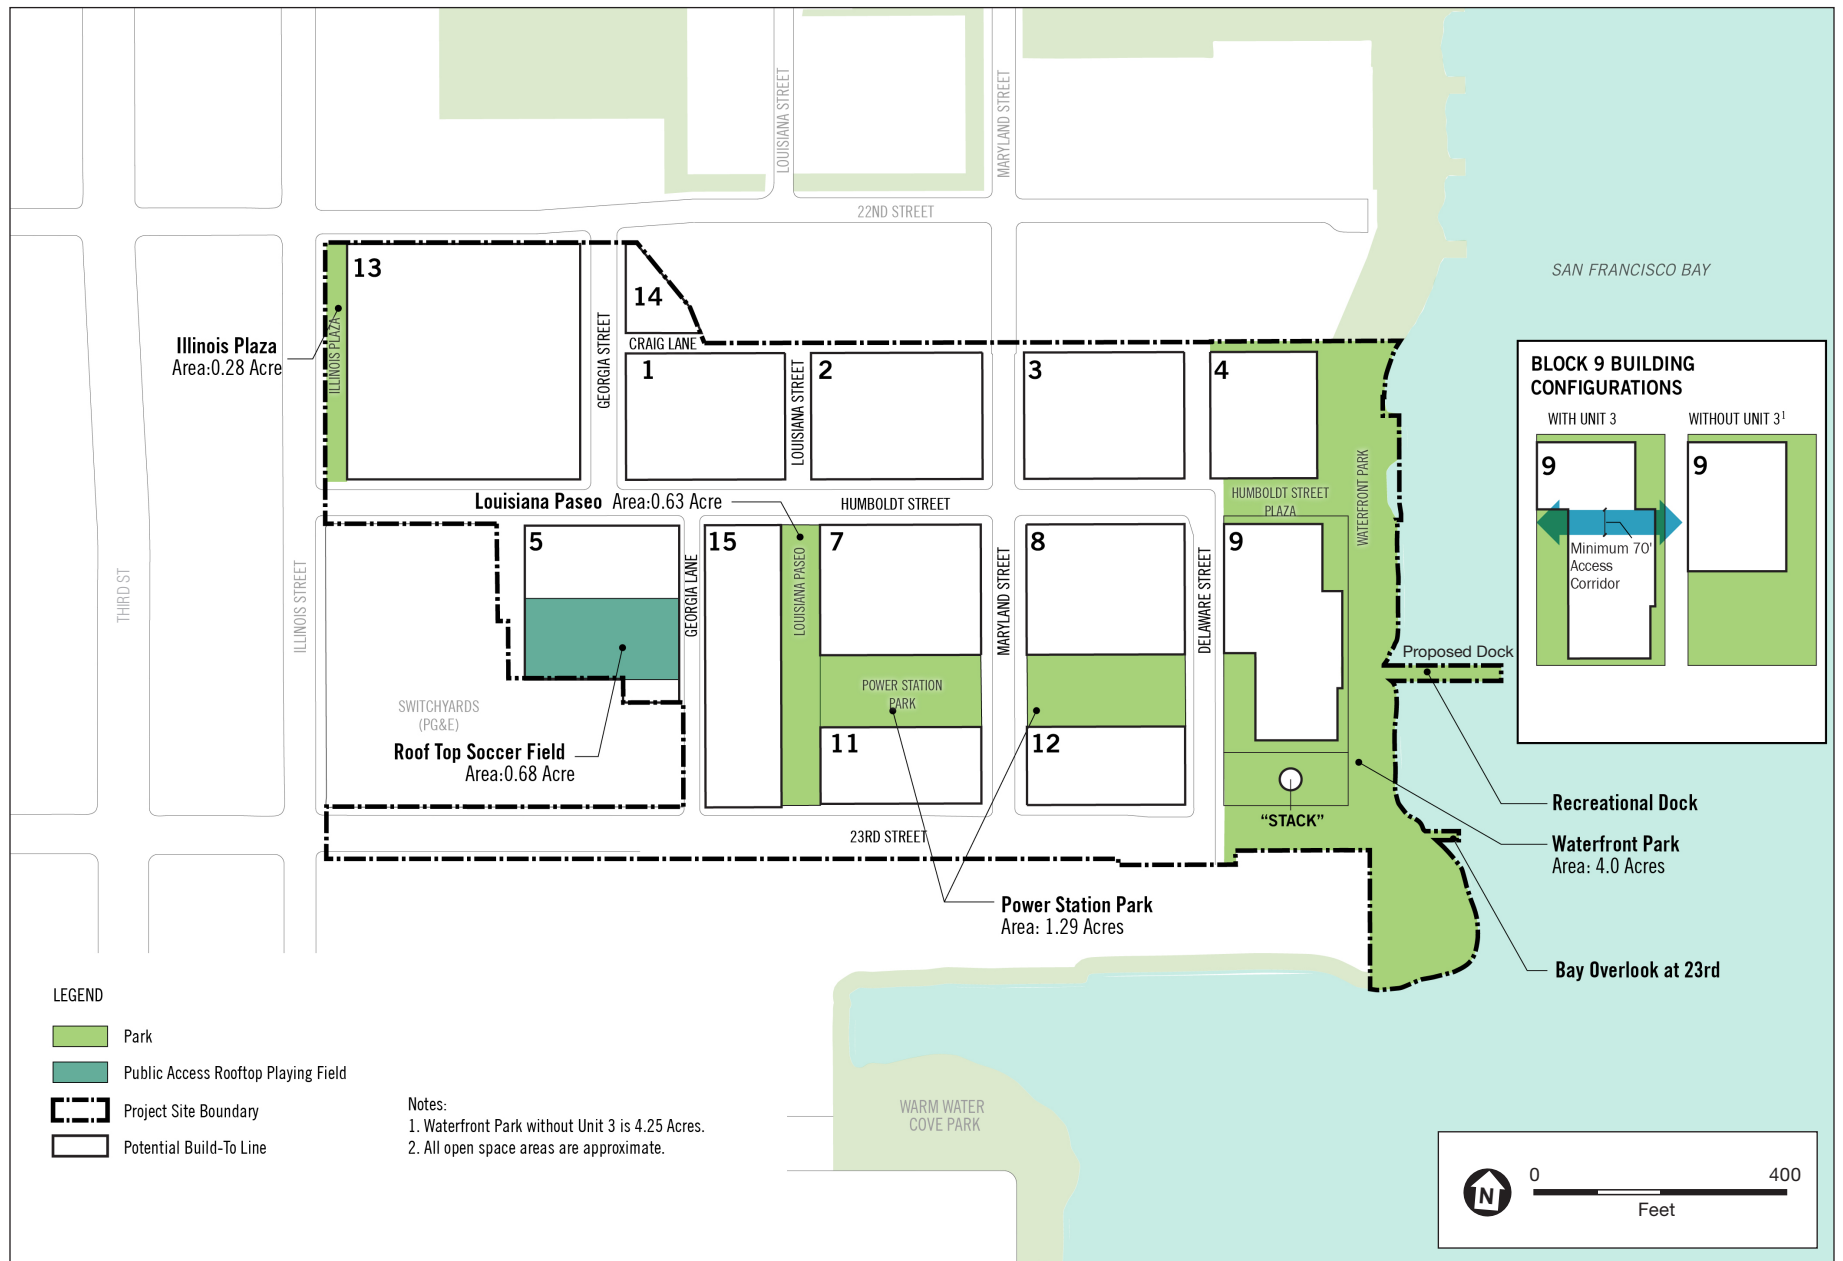 LOUISIANA STREET
MARYLAND STREET
22ND STREET
SAN FRANCISCO BAY
13
14
Illinois Plaza
Area:0.28 Acre
ILLINOIS PLAZA
GEORGIA STREET
CRAIG LANE
1
LOUISIANA STREET
2
3
4
WATERFRONT PARK
BLOCK 9 BUILDING
CONFIGURATIONS
WITH UNIT 3
WITHOUT UNIT 3¹
9
9
Minimum 70'
Access
Corridor
Louisiana Paseo Area:0.63 Acre
HUMBOLDT STREET
HUMBOLDT STREET
PLAZA
THIRD ST
ILLINOIS STREET
5
GEORGIA LANE
15
LOUISIANA PASEO
7
MARYLAND STREET
8
DELAWARE STREET
9
Proposed Dock
POWER STATION
PARK
SWITCHYARDS
(PG&E)
Roof Top Soccer Field
Area:0.68 Acre
11
12
"STACK"
23RD STREET
Recreational Dock
Waterfront Park
Area: 4.0 Acres
Power Station Park
Area: 1.29 Acres
Bay Overlook at 23rd
LEGEND
Park
Public Access Rooftop Playing Field
Project Site Boundary
Potential Build-To Line
Notes:
1. Waterfront Park without Unit 3 is 4.25 Acres.
2. All open space areas are approximate.
WARM WATER
COVE PARK
N
0
400
Feet